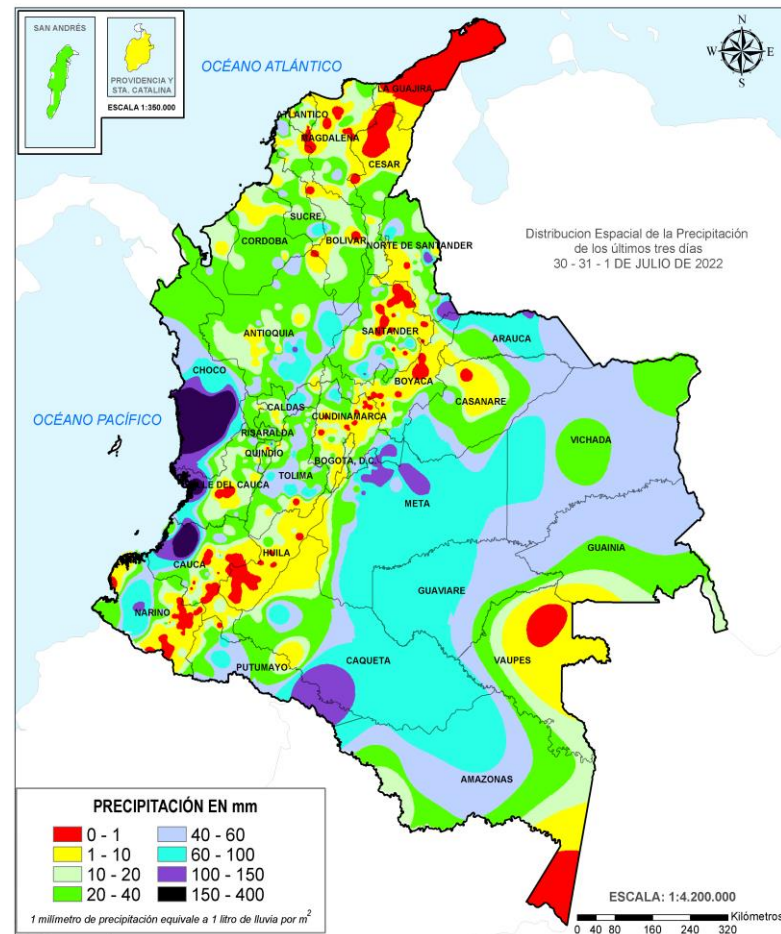 SAN ANDRÉS
PROVIDENCIA Y
STA. CATALINA
ESCALA 1:350.000
OCÉANO ATLÁNTICO
N
W
E
S
LA GUAJIRA
ATLANTICO
MAGDALENA
CESAR
SUCRE
CORDOBA
BOLIVAR
NORTE DE SANTANDER
Distribucion Espacial de la Precipitación
de los últimos tres días
30 - 31 - 1 DE JULIO DE 2022
ANTIOQUIA
SANTANDER
ARAUCA
CHOCO
BOYACA
CASANARE
OCÉANO PACÍFICO
CALDAS
CUNDINAMARCA
RISARALDA
VICHADA
QUINDIO
BOGOTA, D.C.
TOLIMA
LE DEL CAUCA
META
GUAINIA
HUILA
CAUCA
GUAVIARE
NARIÑO
VAUPES
CAQUETA
PUTUMAYO
AMAZONAS
PRECIPITACIÓN EN mm
0 - 1
1 - 10
10 - 20
20 - 40
40 - 60
60 - 100
100 - 150
150 - 400
1 milímetro de precipitación equivale a 1 litro de lluvia por m²
ESCALA: 1:4.200.000
Kilómetros
0 40 80 160 240 320